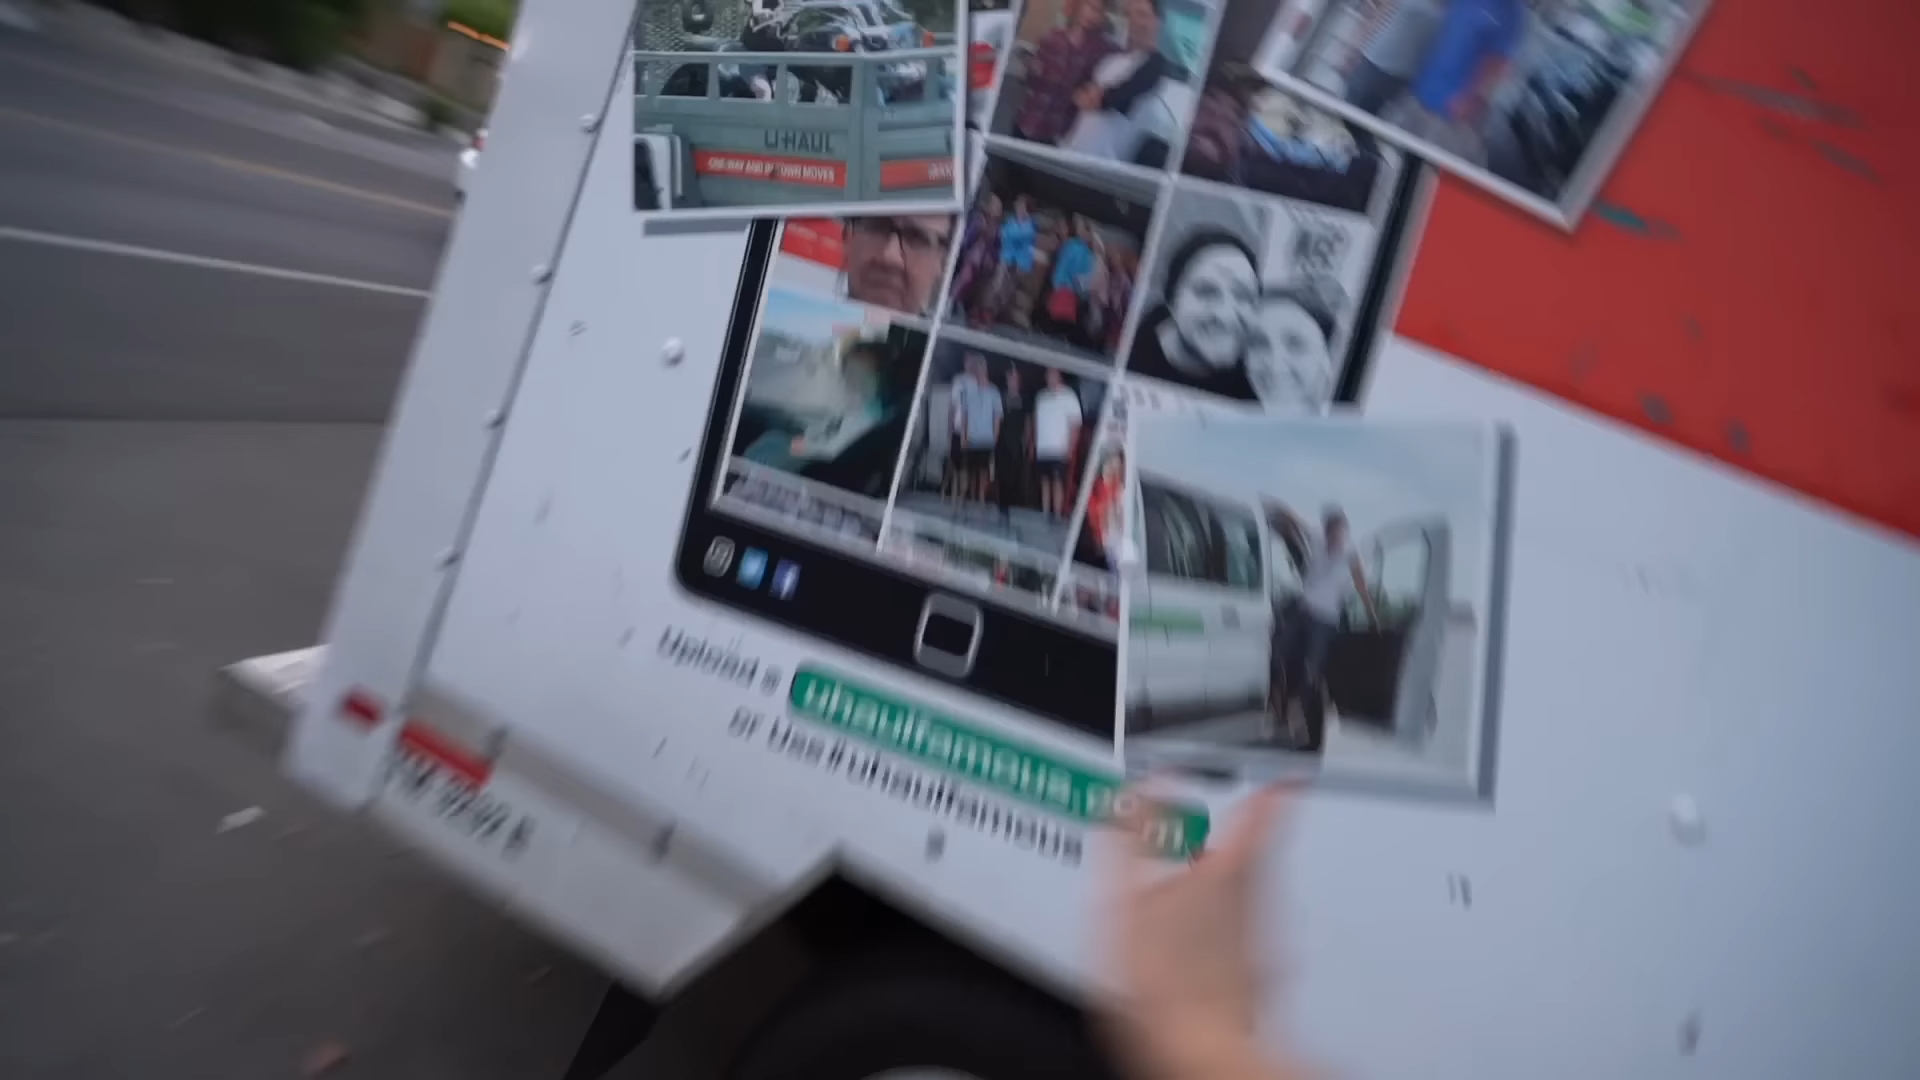 U-HAUL
ONE-WAY AND IN-TOWN MOVES
Upload @
uhaulfamous.com
or Use#uhaulfamous